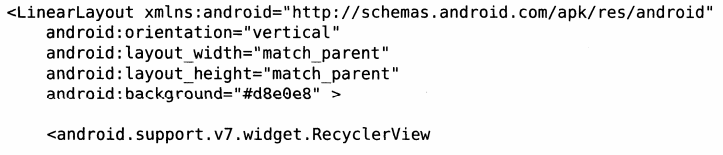 <LinearLayout xmlns:android="http://schemas.android.com/apk/res/android"
    android:orientation="vertical"
    android:layout_width="match_parent"
    android:layout_height="match_parent"
    android:background="#d8e0e8" >

    <android.support.v7.widget.RecyclerView